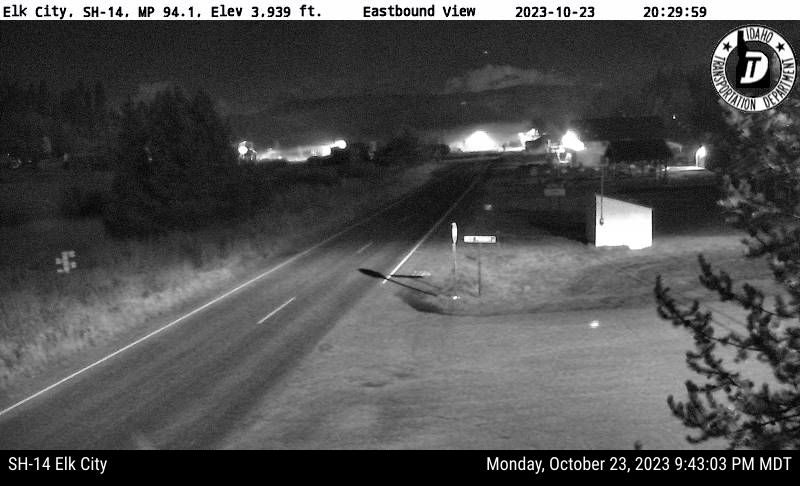 Elk City, SH-14, MP 94.1, Elev 3,939 ft. Eastbound View 2023-10-23 20:29:59
IDAHO
TRANSPORTATION DEPARTMENT
SH-14 Elk City Monday, October 23, 2023 9:43:03 PM MDT